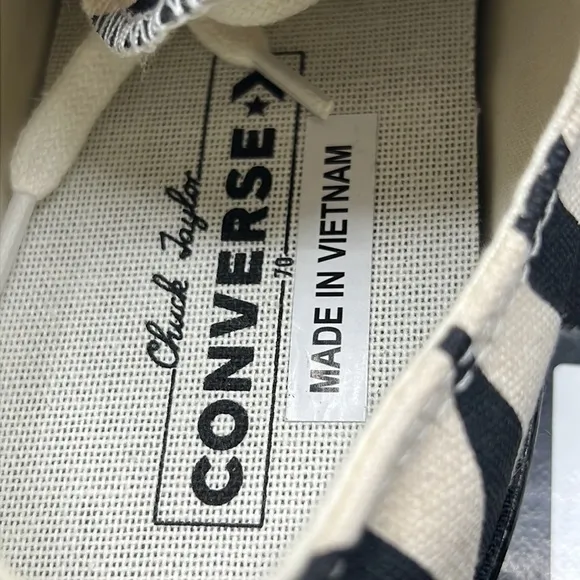 Chuck Taylor
CONVERSE
70
MADE IN VIETNAM